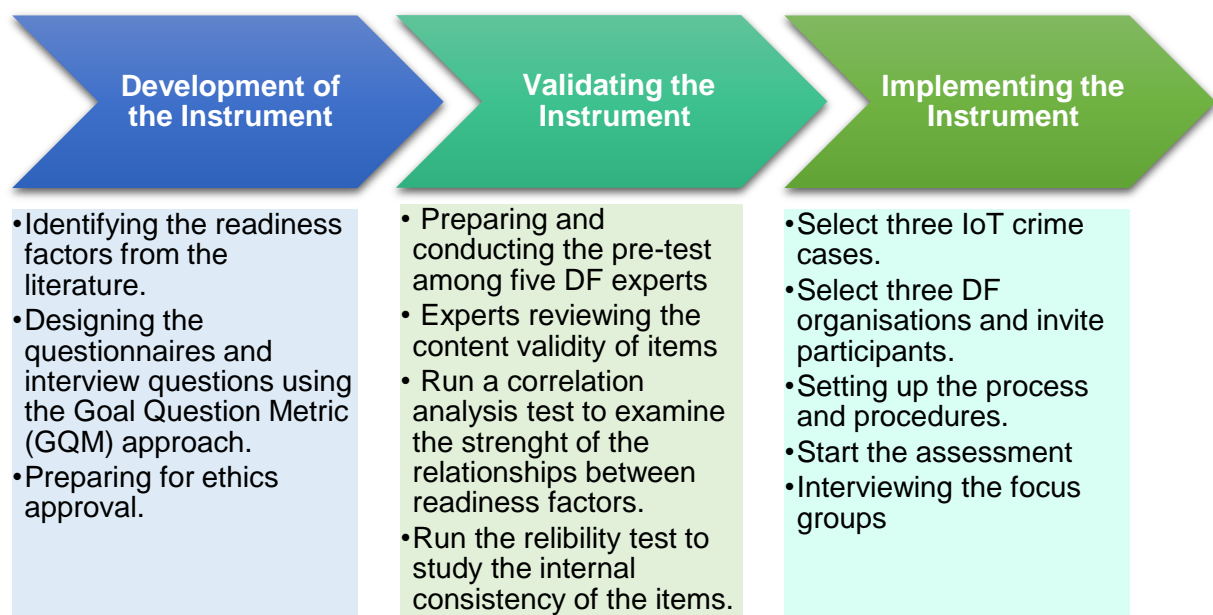 Development of
the Instrument
•Identifying the readiness
factors from the
literature.
•Designing the
questionnaires and
interview questions using
the Goal Question Metric
(GQM) approach.
•Preparing for ethics
approval.
Validating the
Instrument
• Preparing and
conducting the pre-test
among five DF experts
• Experts reviewing the
content validity of items
• Run a correlation
analysis test to examine
the strenght of the
relationships between
readiness factors.
•Run the relibility test to
study the internal
consistency of the items.
Implementing the
Instrument
•Select three IoT crime
cases.
•Select three DF
organisations and invite
participants.
•Setting up the process
and procedures.
•Start the assessment
•Interviewing the focus
groups